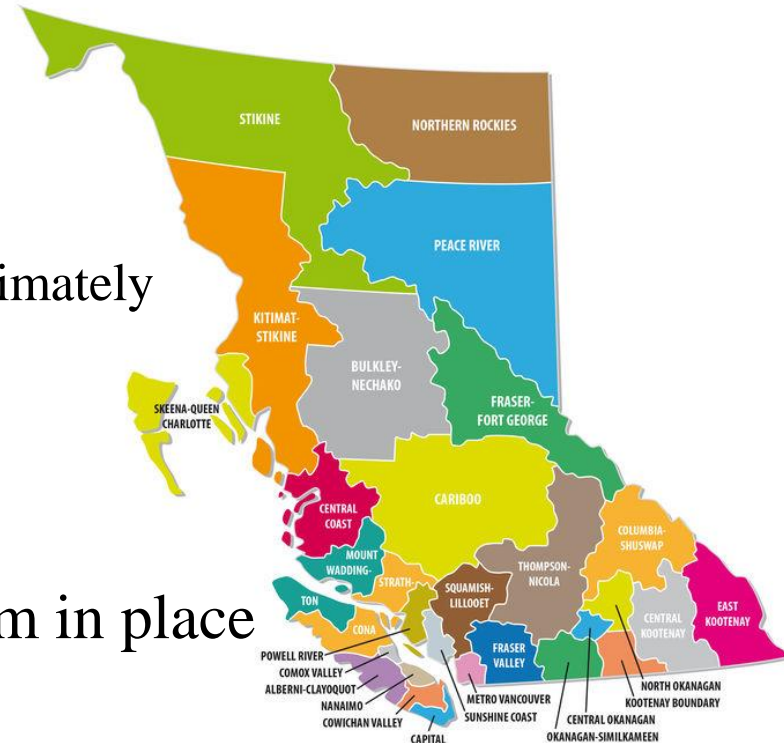 STIKINE
NORTHERN ROCKIES
PEACE RIVER
imately
KITIMAT-
STIKINE
BULKLEY-
NECHAKO
FRASER-
FORT GEORGE
SKEENA-QUEEN
CHARLOTTE
CARIBOO
CENTRAL
COAST
COLUMBIA-
SHUSWAP
MOUNT
WADDING-
TON
STRATH-
CONA
SQUAMISH-
LILLOOET
THOMPSON-
NICOLA
CENTRAL
KOOTENAY
EAST
KOOTENAY
m in place
FRASER
VALLEY
POWELL RIVER
COMOX VALLEY
ALBERNI-CLAYOQUOT
NANAIMO
COWICHAN VALLEY
CAPITAL
METRO VANCOUVER
SUNSHINE COAST
NORTH OKANAGAN
KOOTENAY BOUNDARY
CENTRAL OKANAGAN
OKANAGAN-SIMILKAMEEN